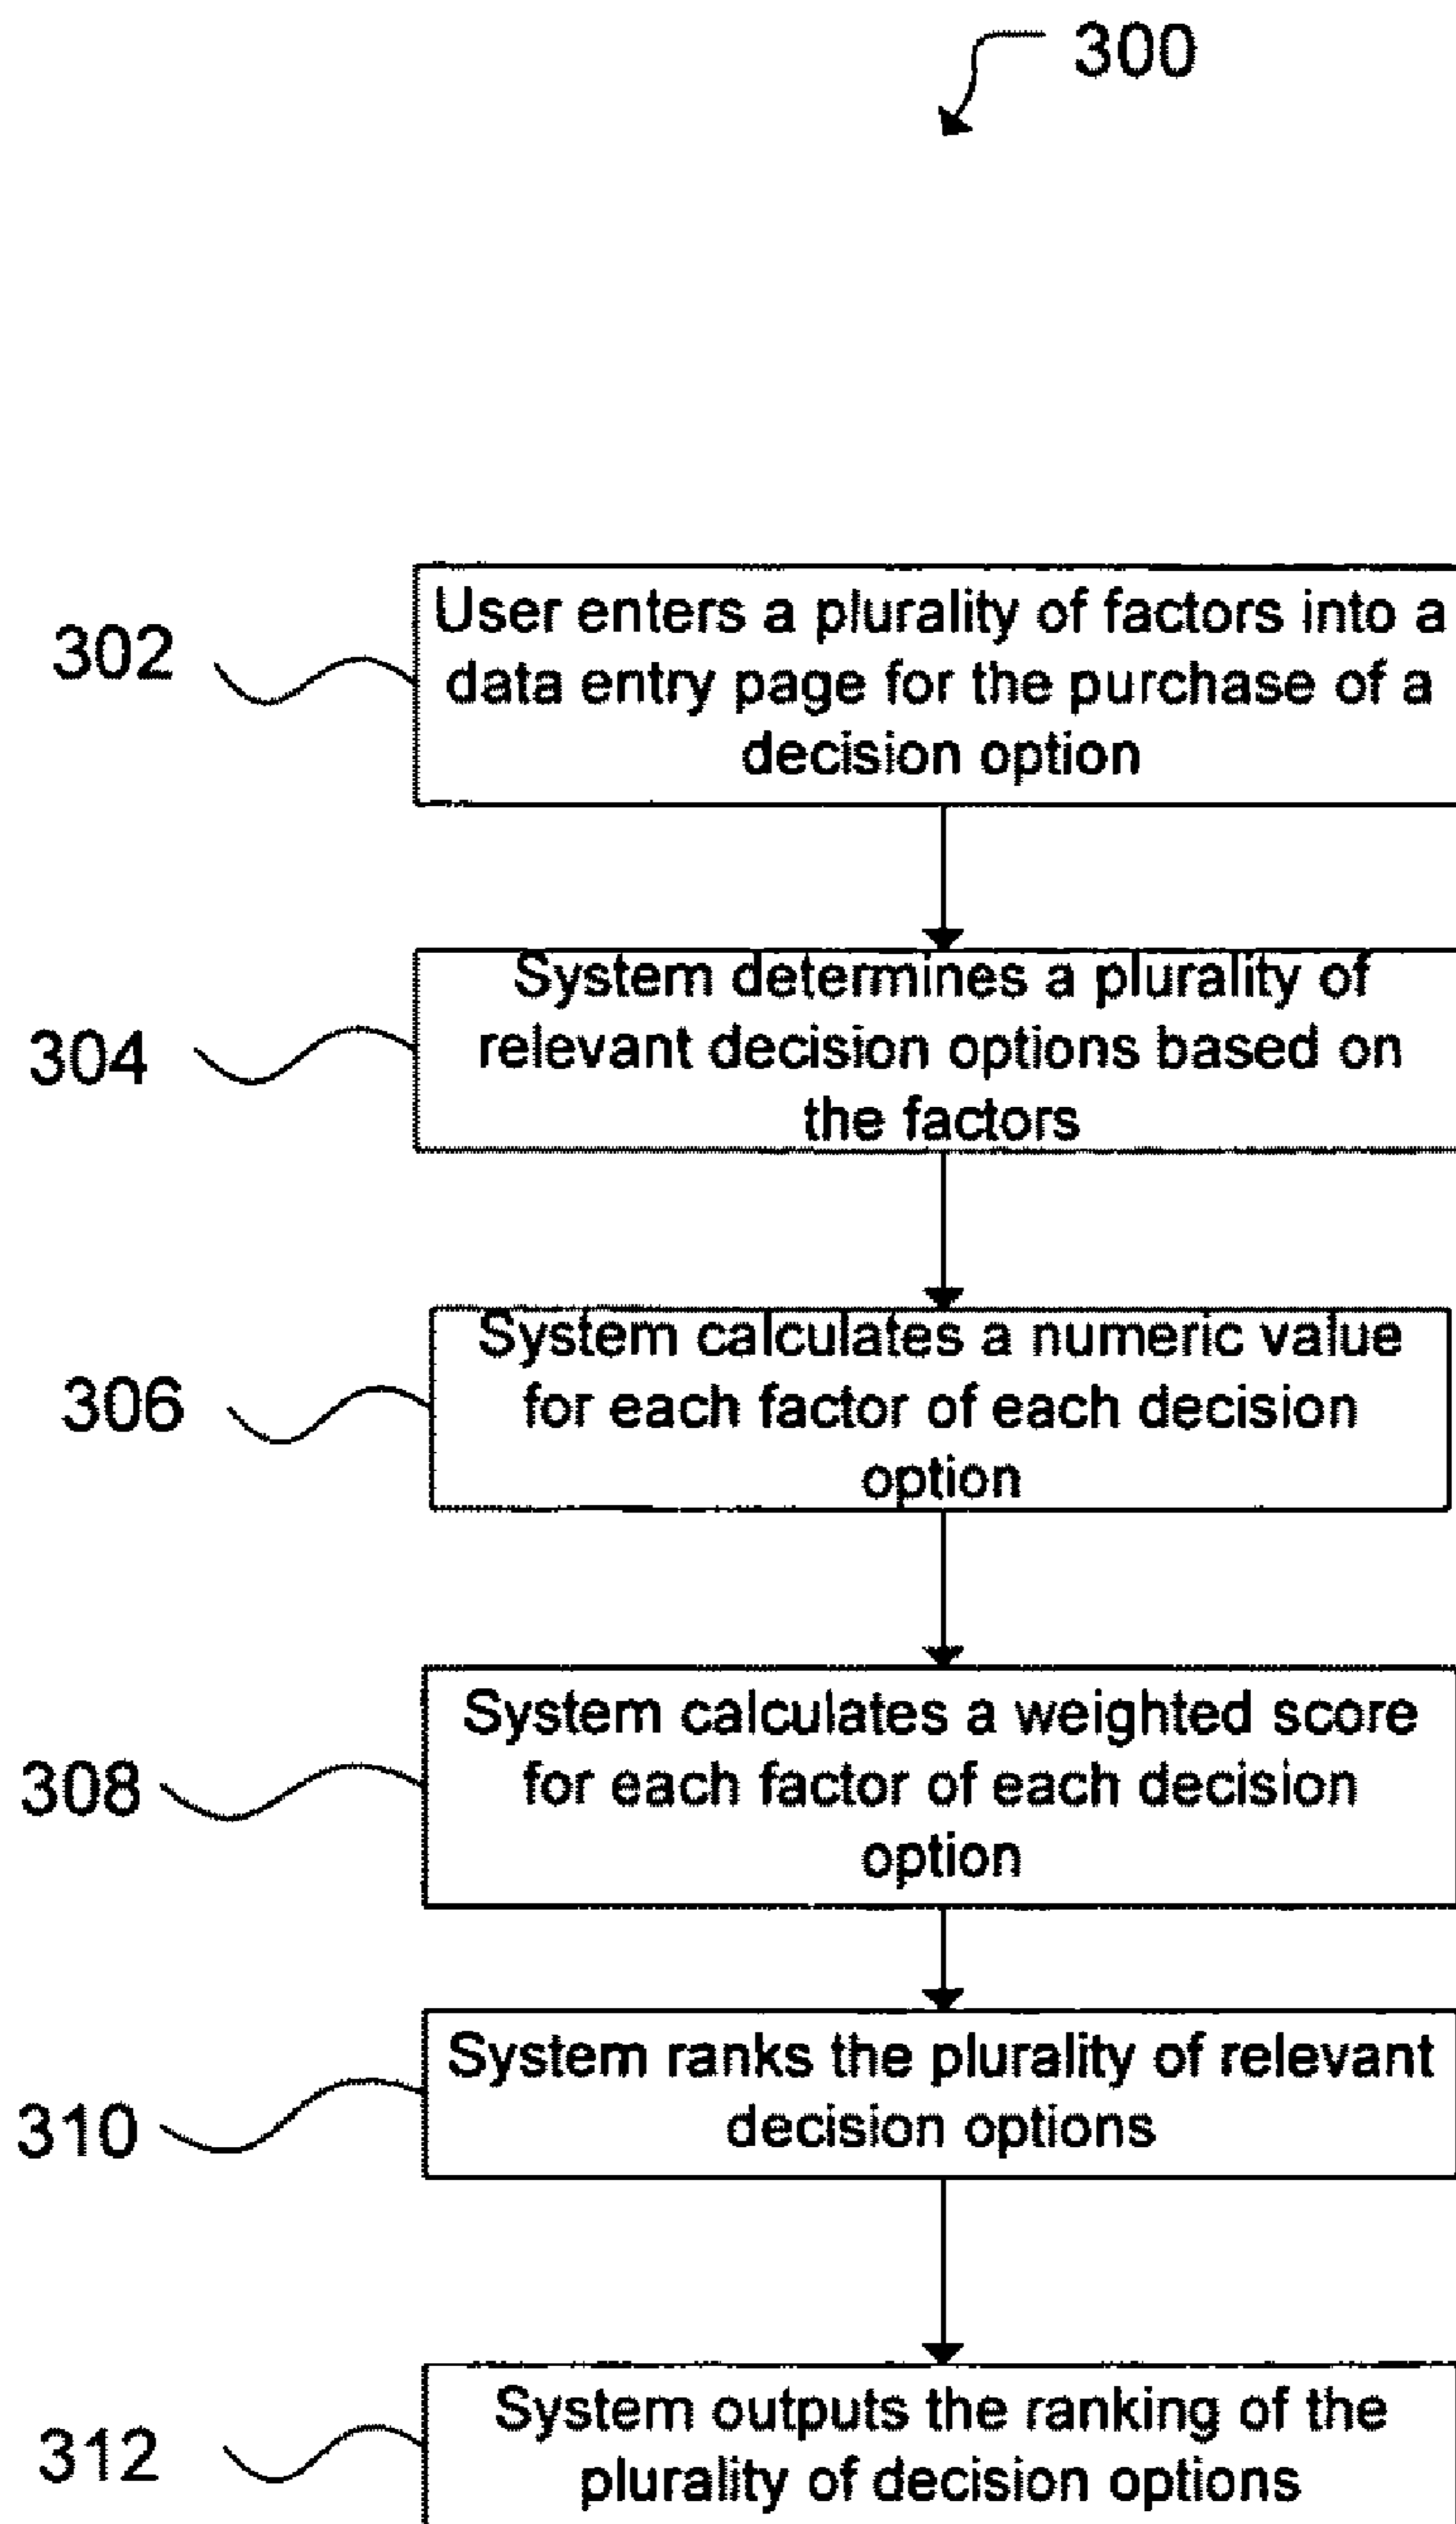 300
302
User enters a plurality of factors into a
data entry page for the purchase of a
decision option
304
System determines a plurality of
relevant decision options based on
the factors
306
System calculates a numeric value
for each factor of each decision
option
308
System calculates a weighted score
for each factor of each decision
option
310
System ranks the plurality of relevant
decision options
312
System outputs the ranking of the
plurality of decision options